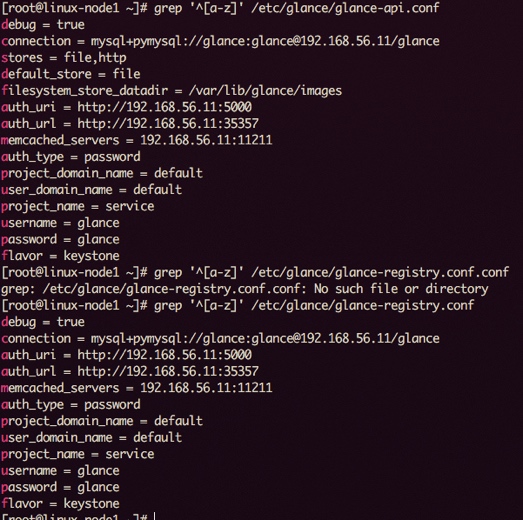 [root@linux-node1 ~]# grep '^[a-z]' /etc/glance/glance-api.conf
debug = true
connection = mysql+pymysql://glance:glance@192.168.56.11/glance
stores = file,http
default_store = file
filesystem_store_datadir = /var/lib/glance/images
auth_uri = http://192.168.56.11:5000
auth_url = http://192.168.56.11:35357
memcached_servers = 192.168.56.11:11211
auth_type = password
project_domain_name = default
user_domain_name = default
project_name = service
username = glance
password = glance
flavor = keystone
[root@linux-node1 ~]# grep '^[a-z]' /etc/glance/glance-registry.conf.conf
grep: /etc/glance/glance-registry.conf.conf: No such file or directory
[root@linux-node1 ~]# grep '^[a-z]' /etc/glance/glance-registry.conf
debug = true
connection = mysql+pymysql://glance:glance@192.168.56.11/glance
auth_uri = http://192.168.56.11:5000
auth_url = http://192.168.56.11:35357
memcached_servers = 192.168.56.11:11211
auth_type = password
project_domain_name = default
user_domain_name = default
project_name = service
username = glance
password = glance
flavor = keystone
[root@linux-node1 ~]#